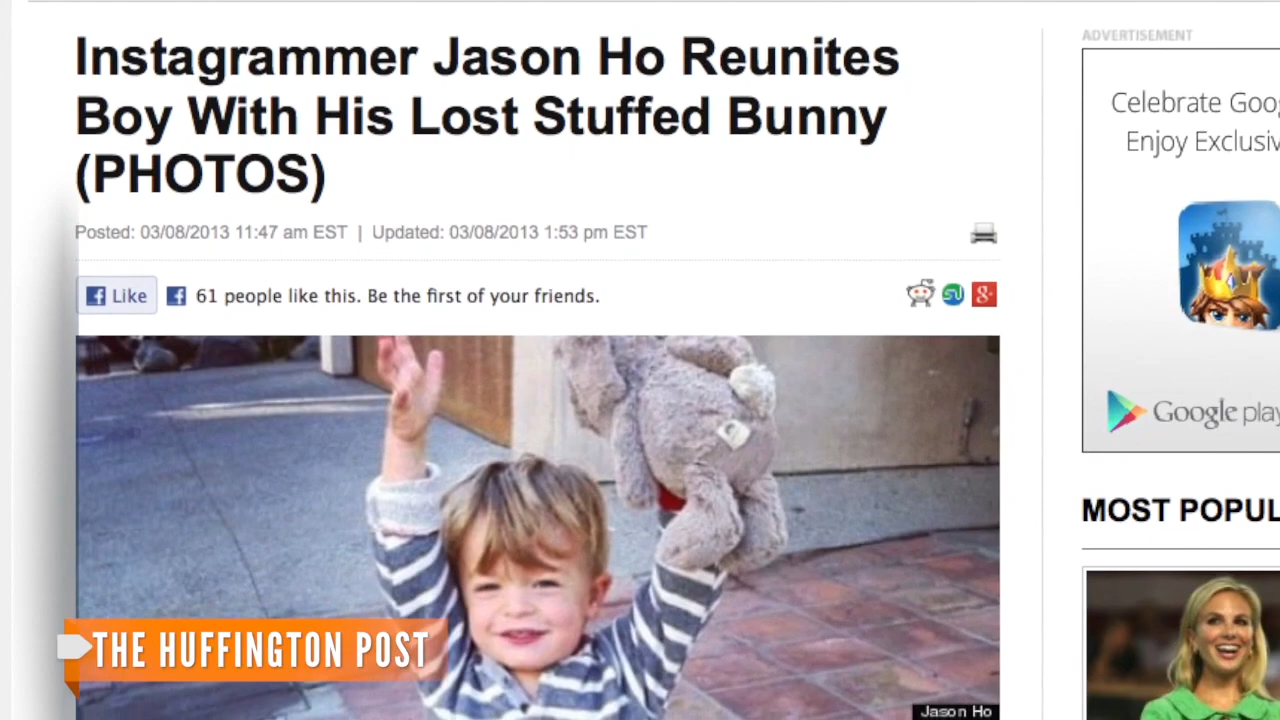 Instagrammer Jason Ho Reunites
Boy With His Lost Stuffed Bunny
(PHOTOS)
Posted: 03/08/2013 11:47 am EST | Updated: 03/08/2013 1:53 pm EST
Like
61 people like this. Be the first of your friends.
g+
THE HUFFINGTON POST
Jason Ho
ADVERTISEMENT
Celebrate Goog
Enjoy Exclusiv
Google play
MOST POPUL